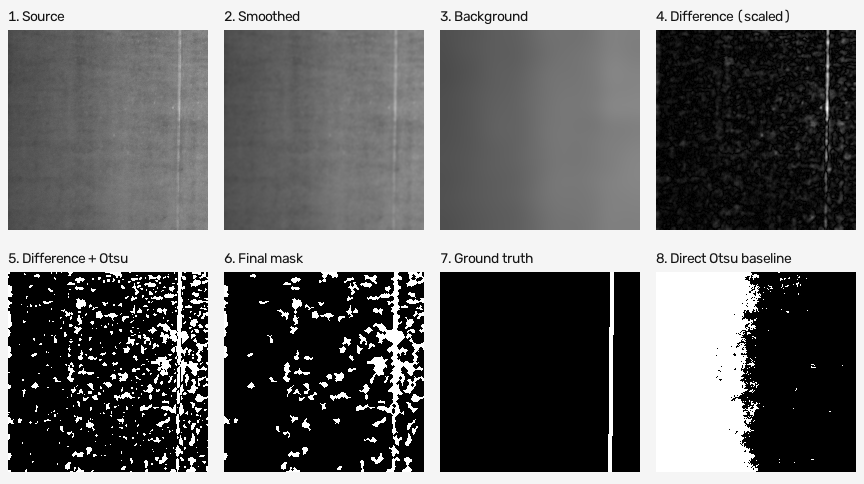 1. Source
2. Smoothed
3. Background
4. Difference (scaled)
5. Difference + Otsu
6. Final mask
7. Ground truth
8. Direct Otsu baseline